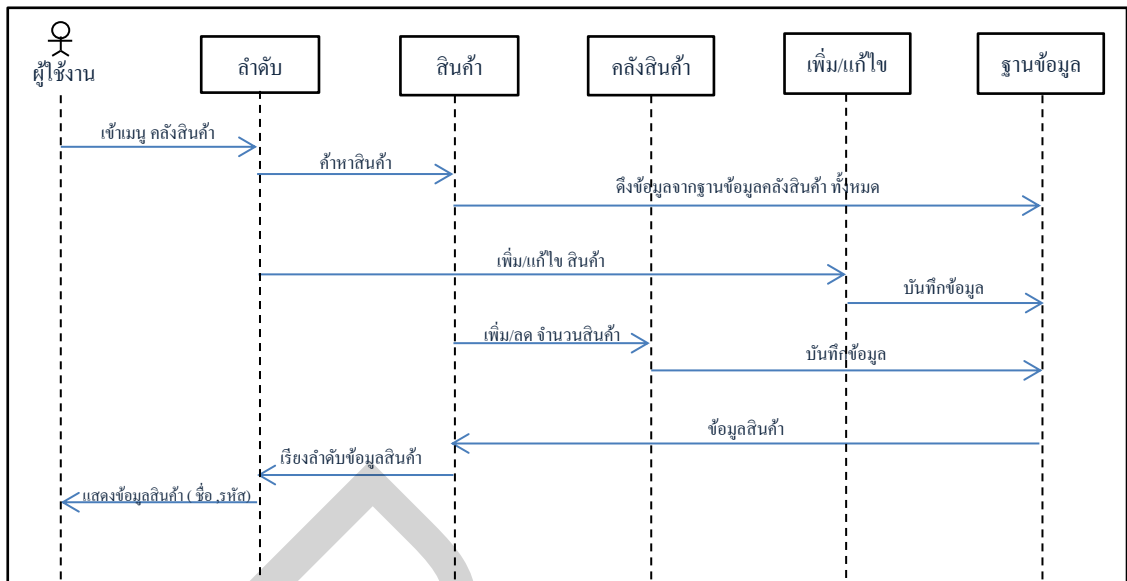 ผู้ใช้งาน
ลำดับ
สินค้า
คลังสินค้า
เพิ่ม/แก้ไข
ฐานข้อมูล
เข้าเมนู คลังสินค้า
ค้าหาสินค้า
ดึงข้อมูลจากฐานข้อมูลคลังสินค้า ทั้งหมด
เพิ่ม/แก้ไข สินค้า
บันทึกข้อมูล
เพิ่ม/ลด จำนวนสินค้า
บันทึกข้อมูล
ข้อมูลสินค้า
เรียงลำดับข้อมูลสินค้า
แสดงข้อมูลสินค้า ( ชื่อ ,รหัส)